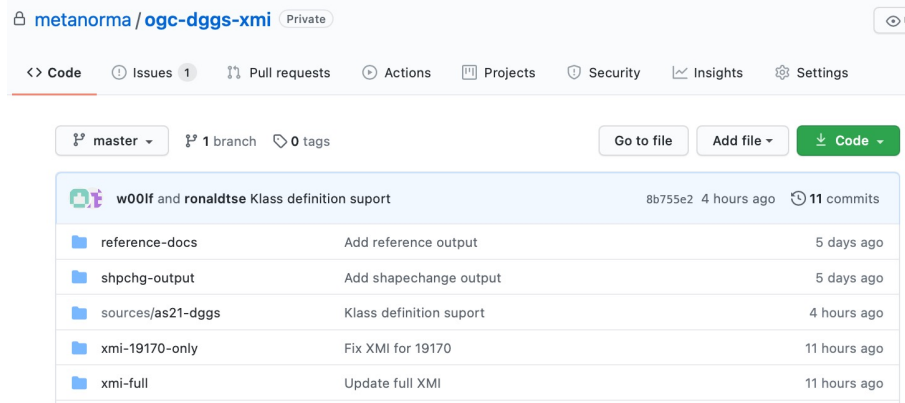 metanorma / ogc-dggs-xmi Private
<> Code Issues 1 Pull requests Actions Projects Security Insights Settings
master 1 branch 0 tags Go to file Add file Code
w00lf and ronaldtse Klass definition suport 8b755e2 4 hours ago 11 commits
reference-docs Add reference output 5 days ago
shpchg-output Add shapechange output 5 days ago
sources/as21-dggs Klass definition suport 4 hours ago
xmi-19170-only Fix XMI for 19170 11 hours ago
xmi-full Update full XMI 11 hours ago